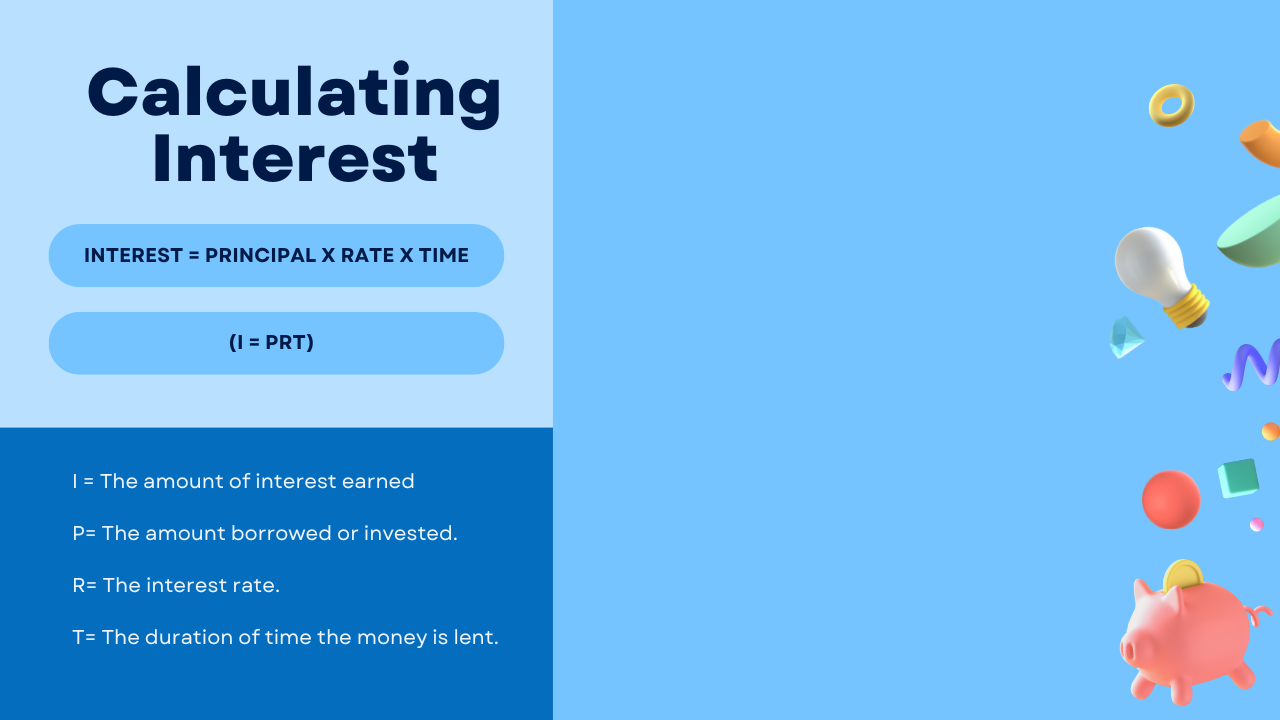 Calculating
Interest
INTEREST = PRINCIPAL X RATE X TIME
(I = PRT)
I = The amount of interest earned
P= The amount borrowed or invested.
R= The interest rate.
T= The duration of time the money is lent.